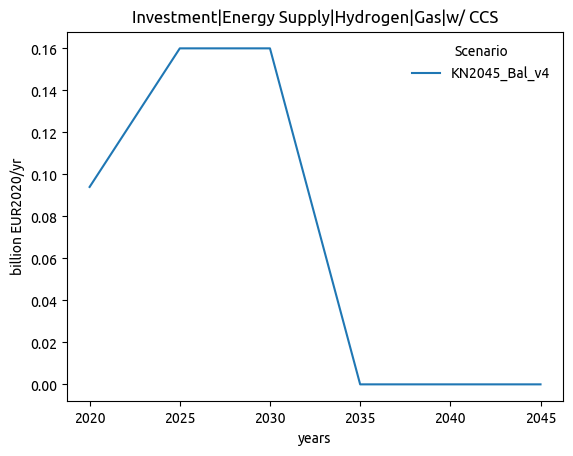 Investment|Energy Supply|Hydrogen|Gas|w/ CCS
Scenario
KN2045_Bal_v4
billion EUR2020/yr
0.16
0.14
0.12
0.10
0.08
0.06
0.04
0.02
0.00
2020 2025 2030 2035 2040 2045
years